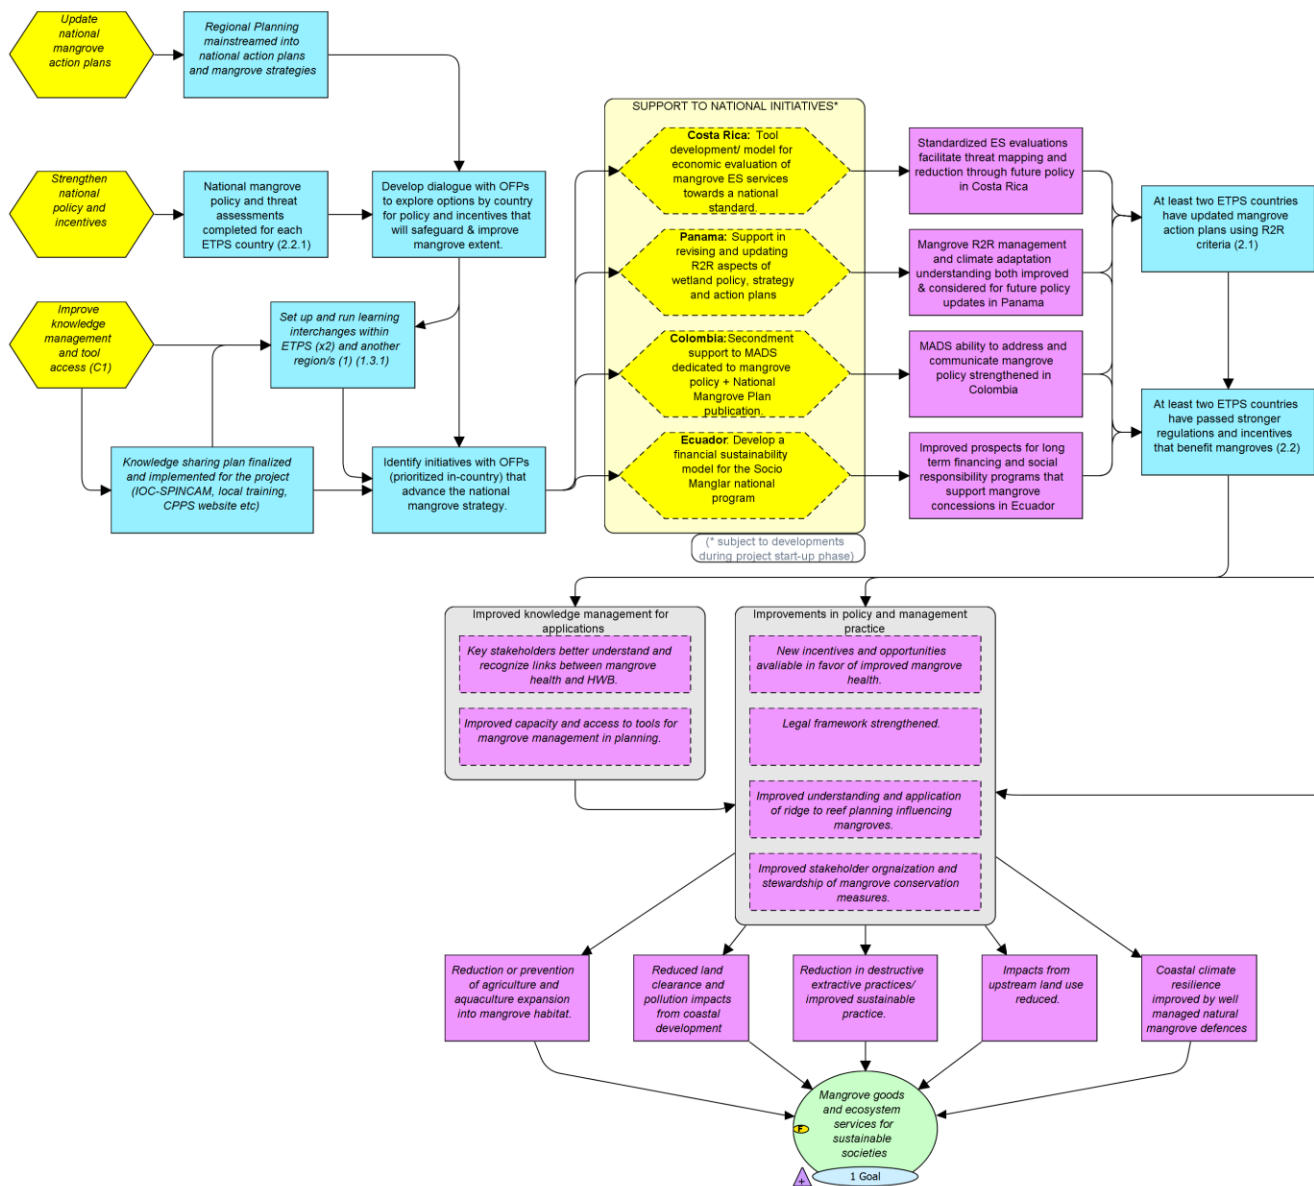 Update
national
mangrove
action plans
Regional Planning
mainstreamed into
national action plans
and mangrove strategies
Strengthen
national
policy and
incentives
National mangrove
policy and threat
assessments
completed for each
ETPS country (2.2.1)
Develop dialogue with OFPs
to explore options by country
for policy and incentives that
will safeguard & improve
mangrove extent.
Improve
knowledge
management
and tool
access (C1)
Set up and run learning
interchanges within
ETPS (x2) and another
region/s (1) (1.3.1)
Knowledge sharing plan finalized
and implemented for the project
(IOC-SPINCAM, local training,
CPPS website etc)
Identify initiatives with OFPs
(prioritized in-country) that
advance the national
mangrove strategy.
SUPPORT TO NATIONAL INITIATIVES*
Costa Rica: Tool
development/ model for
economic evaluation of
mangrove ES services
towards a national
standard.
Panama: Support in
revising and updating
R2R aspects of
wetland policy, strategy
and action plans
Colombia:Secondment
support to MADS
dedicated to mangrove
policy + National
Mangrove Plan
publication.
Ecuador: Develop a
financial sustainability
model for the Socio
Manglar national
program
(* subject to developments
during project start-up phase)
Standardized ES evaluations
facilitate threat mapping and
reduction through future policy
in Costa Rica
Mangrove R2R management
and climate adaptation
understanding both improved
& considered for future policy
updates in Panama
MADS ability to address and
communicate mangrove
policy strengthened in
Colombia
Improved prospects for long
term financing and social
responsibility programs that
support mangrove
concessions in Ecuador
At least two ETPS countries
have updated mangrove
action plans using R2R
criteria (2.1)
At least two ETPS countries
have passed stronger
regulations and incentives
that benefit mangroves (2.2)
Improved knowledge management for
applications
Key stakeholders better understand and
recognize links between mangrove
health and HWB.
Improved capacity and access to tools for
mangrove management in planning.
Improvements in policy and management
practice
New incentives and opportunities
avaliable in favor of improved mangrove
health.
Legal framework strengthened.
Improved understanding and application
of ridge to reef planning influencing
mangroves.
Improved stakeholder orgnaization and
stewardship of mangrove conservation
measures.
Reduction or prevention
of agriculture and
aquaculture expansion
into mangrove habitat.
Reduced land
clearance and
pollution impacts
from coastal
development
Reduction in destructive
extractive practices/
improved sustainable
practice.
Impacts from
upstream land use
reduced.
Coastal climate
resilience
improved by well
managed natural
mangrove defences
Mangrove goods
and ecosystem
services for
sustainable
societies
F
+
1 Goal